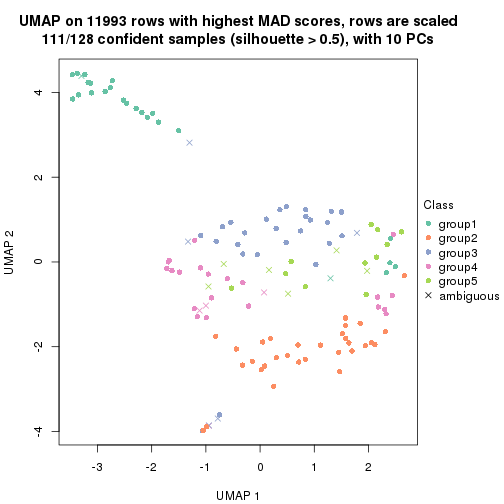 UMAP on 11993 rows with highest MAD scores, rows are scaled
111/128 confident samples (silhouette > 0.5), with 10 PCs
4
2
0
-2
-4
UMAP 2
-3
-2
-1
0
1
2
UMAP 1
Class
group1
group2
group3
group4
group5
ambiguous